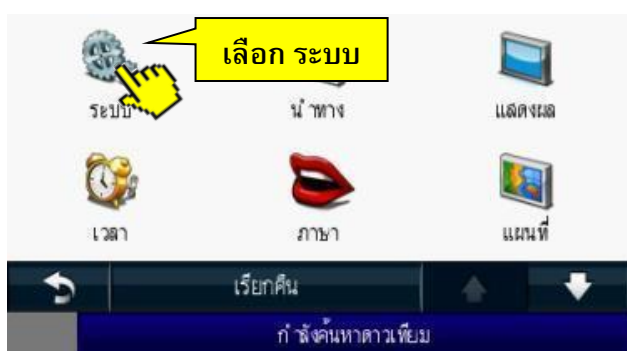 เลือก ระบบ
ระบบ
นำทาง
แสดงผล
เวลา
ภาษา
แผนที่
เรียกคืน
กำลังค้นหาดาวเทียม